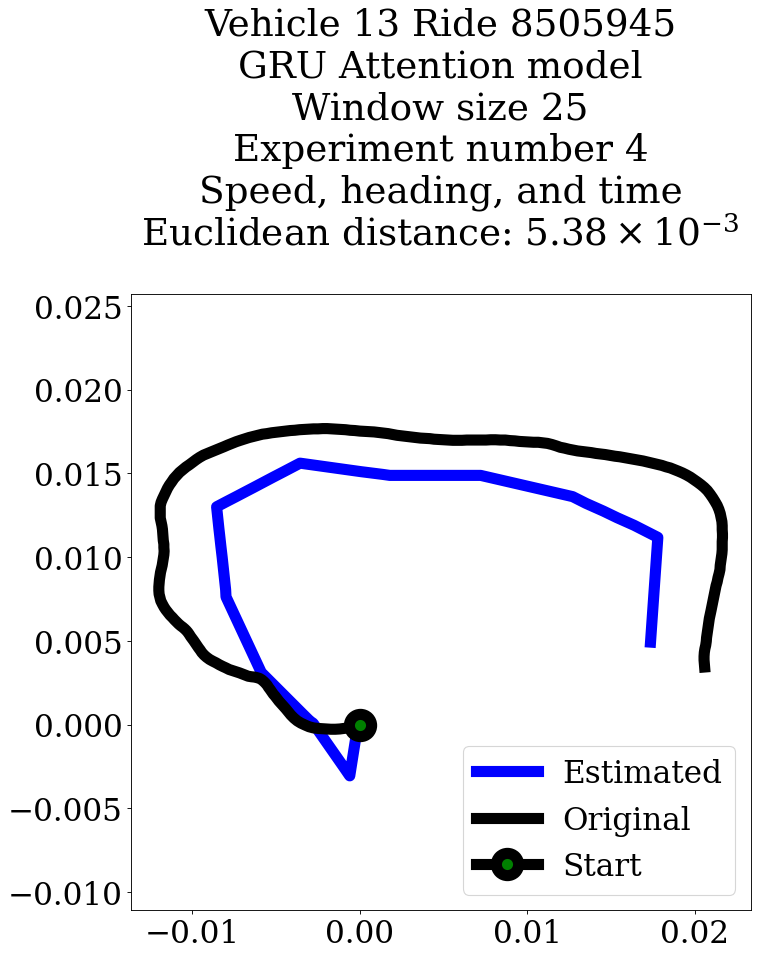 Vehicle 13 Ride 8505945
GRU Attention model
Window size 25
Experiment number 4
Speed, heading, and time
Euclidean distance: 5.38 × 10⁻³
0.025
0.020
0.015
0.010
0.005
0.000
−0.005
−0.010
−0.01 0.00 0.01 0.02
Estimated
Original
Start